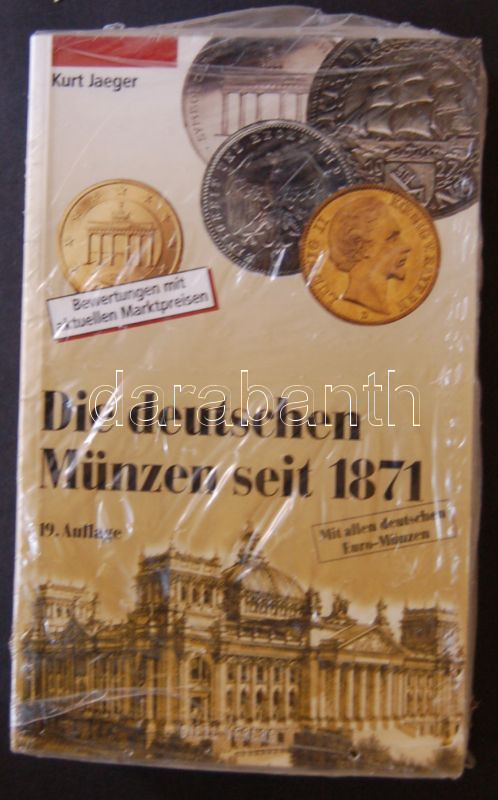 Kurt Jaeger
Bewertungen mit
aktuellen Marktpreisen
darabanth
Die deutschen
Münzen seit 1871
19. Auflage
Mit allen deutschen
Euro-Münzen